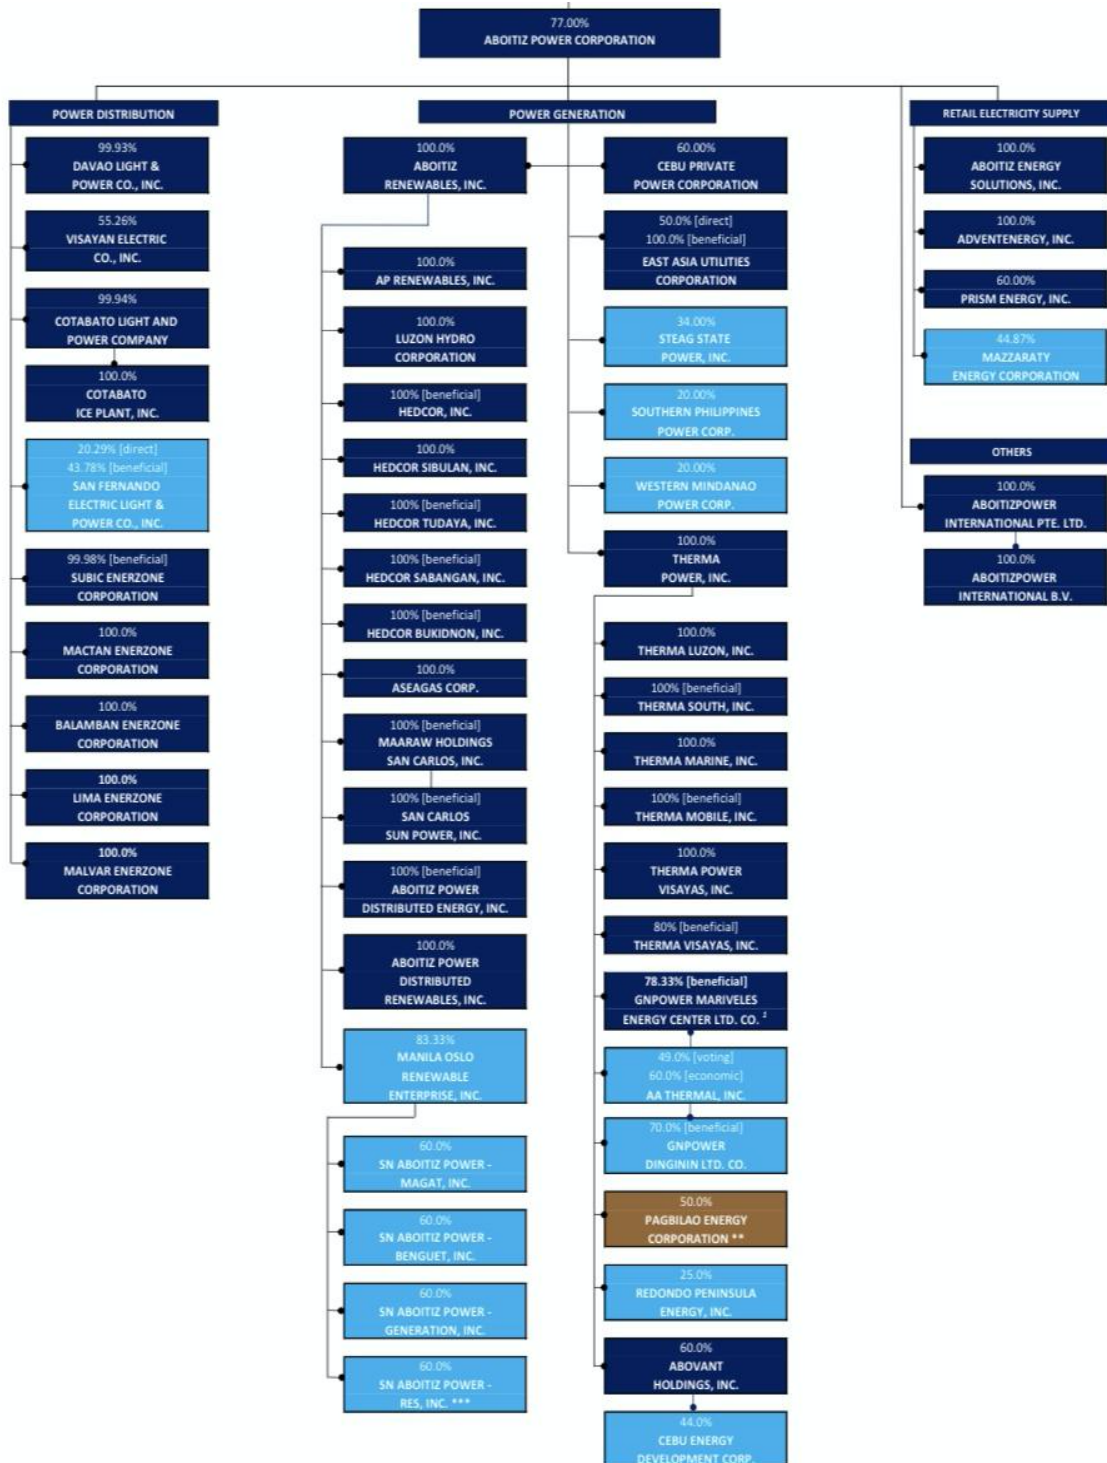 77.00%
ABOITIZ POWER CORPORATION
POWER DISTRIBUTION
99.93%
DAVAO LIGHT &
POWER CO., INC.
55.26%
VISAYAN ELECTRIC
CO., INC.
99.94%
COTABATO LIGHT AND
POWER COMPANY
100.0%
COTABATO
ICE PLANT, INC.
20.29% [direct]
43.78% [beneficial]
SAN FERNANDO
ELECTRIC LIGHT &
POWER CO., INC.
99.98% [beneficial]
SUBIC ENERZONE
CORPORATION
100.0%
MACTAN ENERZONE
CORPORATION
100.0%
BALAMBAN ENERZONE
CORPORATION
100.0%
LIMA ENERZONE
CORPORATION
100.0%
MALVAR ENERZONE
CORPORATION
POWER GENERATION
100.0%
ABOITIZ
RENEWABLES, INC.
100.0%
AP RENEWABLES, INC.
100.0%
LUZON HYDRO
CORPORATION
100% [beneficial]
HEDCOR, INC.
100.0%
HEDCOR SIBULAN, INC.
100% [beneficial]
HEDCOR TUDAYA, INC.
100% [beneficial]
HEDCOR SABANGAN, INC.
100% [beneficial]
HEDCOR BUKIDNON, INC.
100.0%
ASEAGAS CORP.
100% [beneficial]
MAARAW HOLDINGS
SAN CARLOS, INC.
100% [beneficial]
SAN CARLOS
SUN POWER, INC.
100% [beneficial]
ABOITIZ POWER
DISTRIBUTED ENERGY, INC.
100.0%
ABOITIZ POWER
DISTRIBUTED
RENEWABLES, INC.
83.33%
MANILA OSLO
RENEWABLE
ENTERPRISE, INC.
60.0%
SN ABOITIZ POWER -
MAGAT, INC.
60.0%
SN ABOITIZ POWER -
BENGUET, INC.
60.0%
SN ABOITIZ POWER -
GENERATION, INC.
60.0%
SN ABOITIZ POWER -
RES, INC. ***
60.00%
CEBU PRIVATE
POWER CORPORATION
50.0% [direct]
100.0% [beneficial]
EAST ASIA UTILITIES
CORPORATION
34.00%
STEAG STATE
POWER, INC.
20.00%
SOUTHERN PHILIPPINES
POWER CORP.
20.00%
WESTERN MINDANAO
POWER CORP.
100.0%
THERMA
POWER, INC.
100.0%
THERMA LUZON, INC.
100% [beneficial]
THERMA SOUTH, INC.
100.0%
THERMA MARINE, INC.
100% [beneficial]
THERMA MOBILE, INC.
100.0%
THERMA POWER
VISAYAS, INC.
80% [beneficial]
THERMA VISAYAS, INC.
78.33% [beneficial]
GNPOWER MARIVELES
ENERGY CENTER LTD. CO.
49.0% [voting]
60.0% [economic]
AA THERMAL, INC.
70.0% [beneficial]
GNPOWER
DINGININ LTD. CO.
50.0%
PAGBILAO ENERGY
CORPORATION **
25.0%
REDONDO PENINSULA
ENERGY, INC.
60.0%
ABOVANT
HOLDINGS, INC.
44.0%
CEBU ENERGY
DEVELOPMENT CORP.
RETAIL ELECTRICITY SUPPLY
100.0%
ABOITIZ ENERGY
SOLUTIONS, INC.
100.0%
ADVENTENERGY, INC.
60.00%
PRISM ENERGY, INC.
44.87%
MAZZARATY
ENERGY CORPORATION
OTHERS
100.0%
ABOITIZPOWER
INTERNATIONAL PTE. LTD.
100.0%
ABOITIZPOWER
INTERNATIONAL B.V.